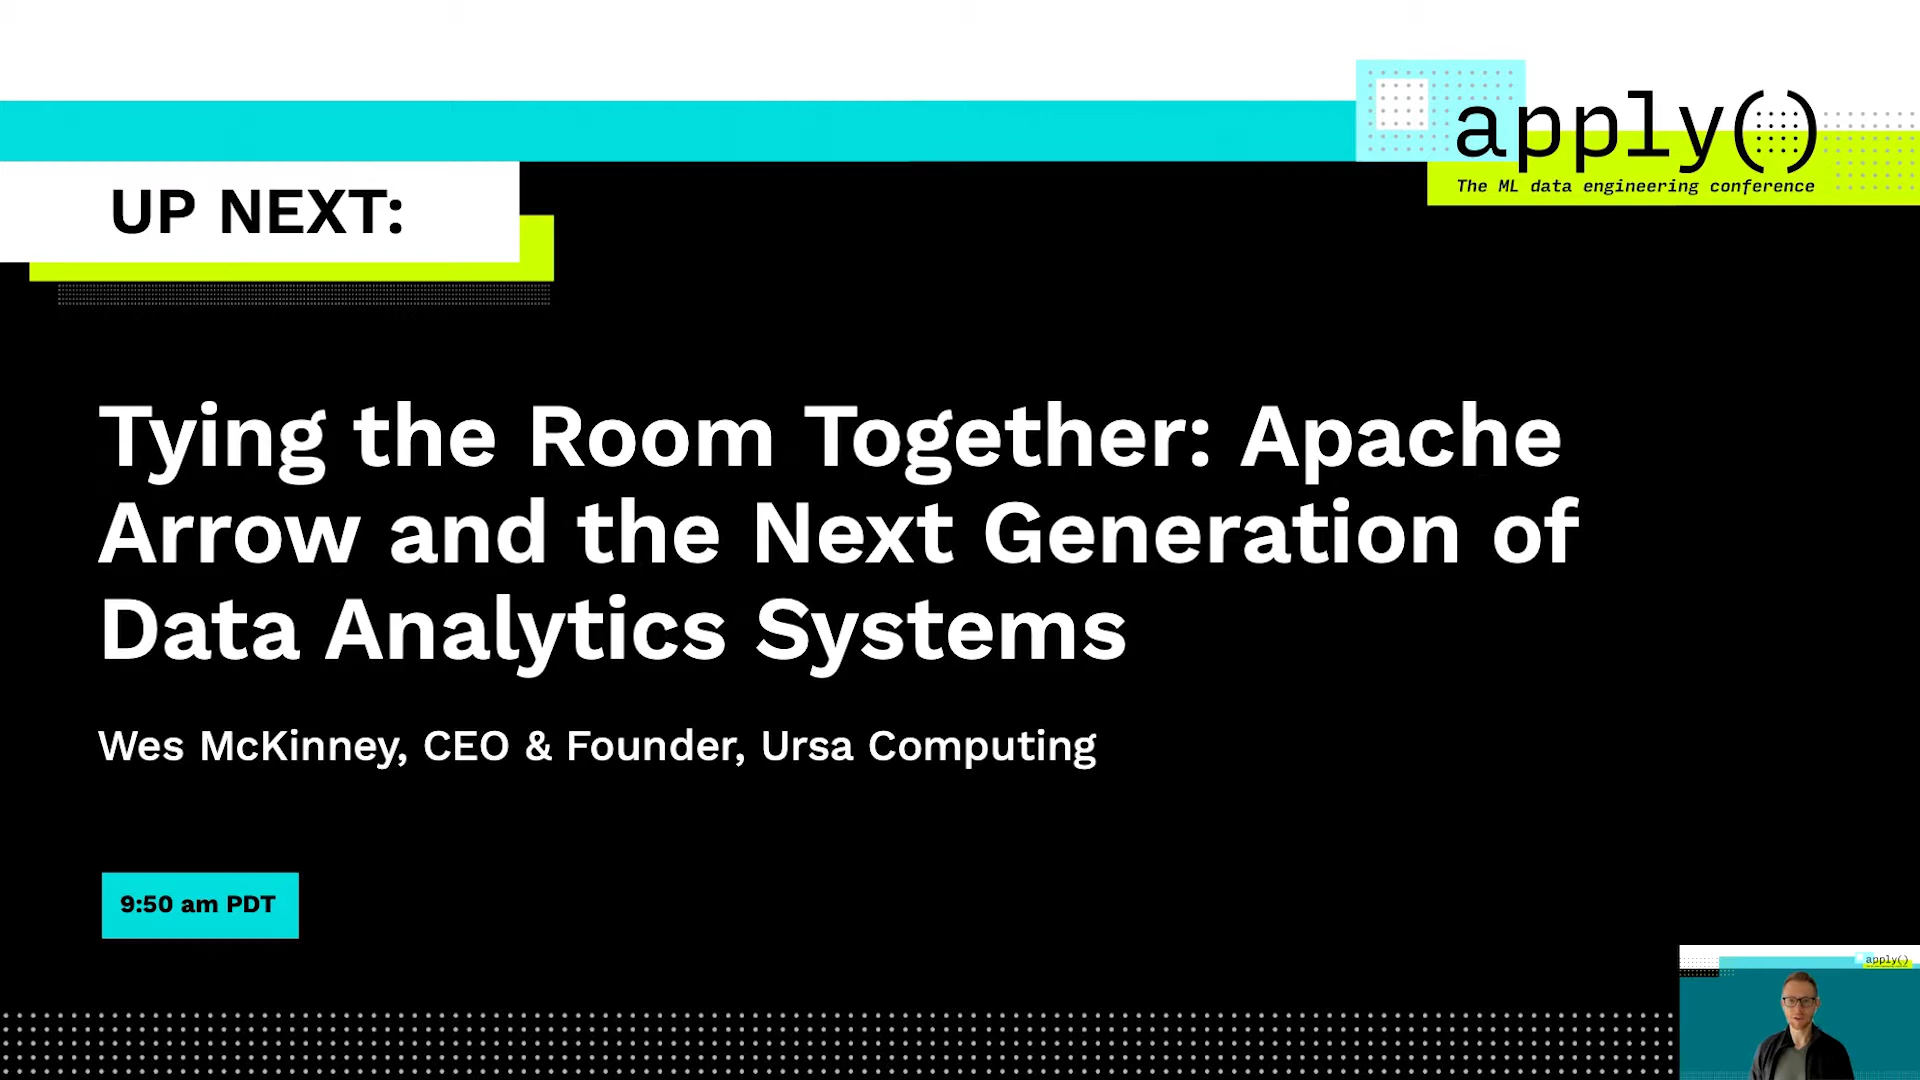 apply()
The ML data engineering conference
UP NEXT:
Tying the Room Together: Apache
Arrow and the Next Generation of
Data Analytics Systems
Wes McKinney, CEO & Founder, Ursa Computing
9:50 am PDT
apply()